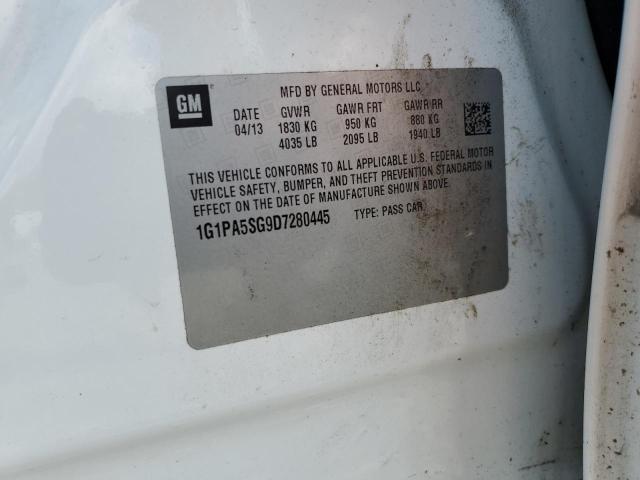 GM
MFD BY GENERAL MOTORS LLC
DATE GVWR GAWR FRT GAWR RR
04/13 1830 KG 950 KG 880 KG
4035 LB 2095 LB 1940 LB
THIS VEHICLE CONFORMS TO ALL APPLICABLE U.S. FEDERAL MOTOR
VEHICLE SAFETY, BUMPER, AND THEFT PREVENTION STANDARDS IN
EFFECT ON THE DATE OF MANUFACTURE SHOWN ABOVE.
1G1PA5SG9D7280445 TYPE: PASS CAR